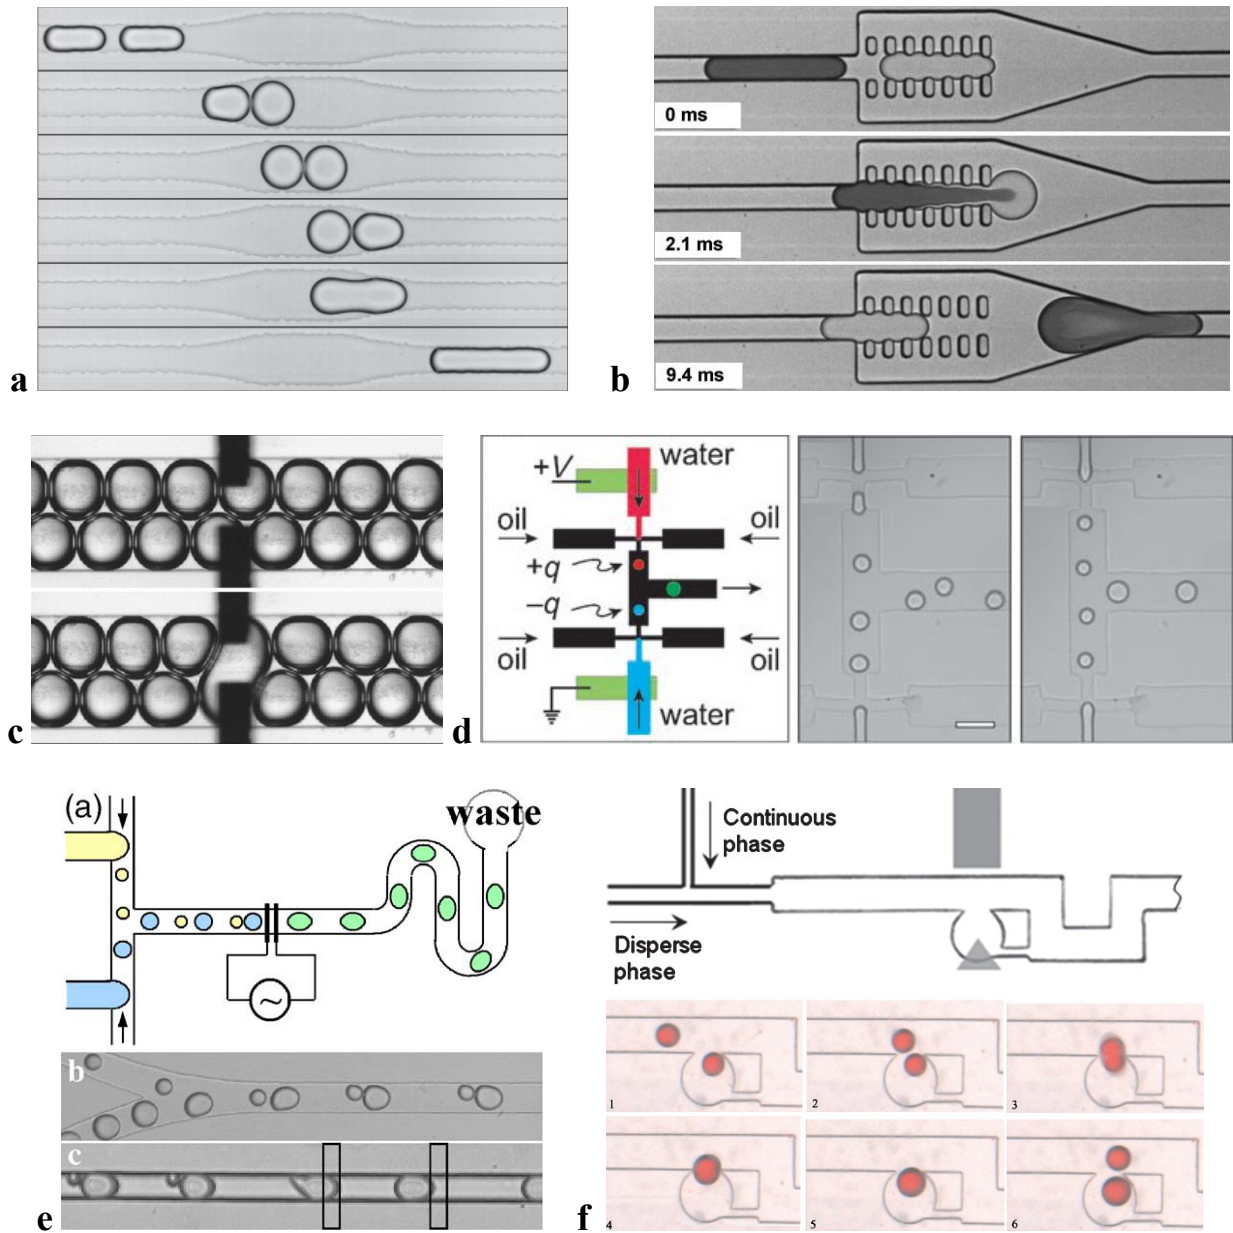 a
0 ms
2.1 ms
9.4 ms
b
c
+V
water
oil
oil
+q
−q
oil
oil
water
d
(a)
waste
b
c
e
Continuous
phase
Disperse
phase
1
2
3
4
5
6
f